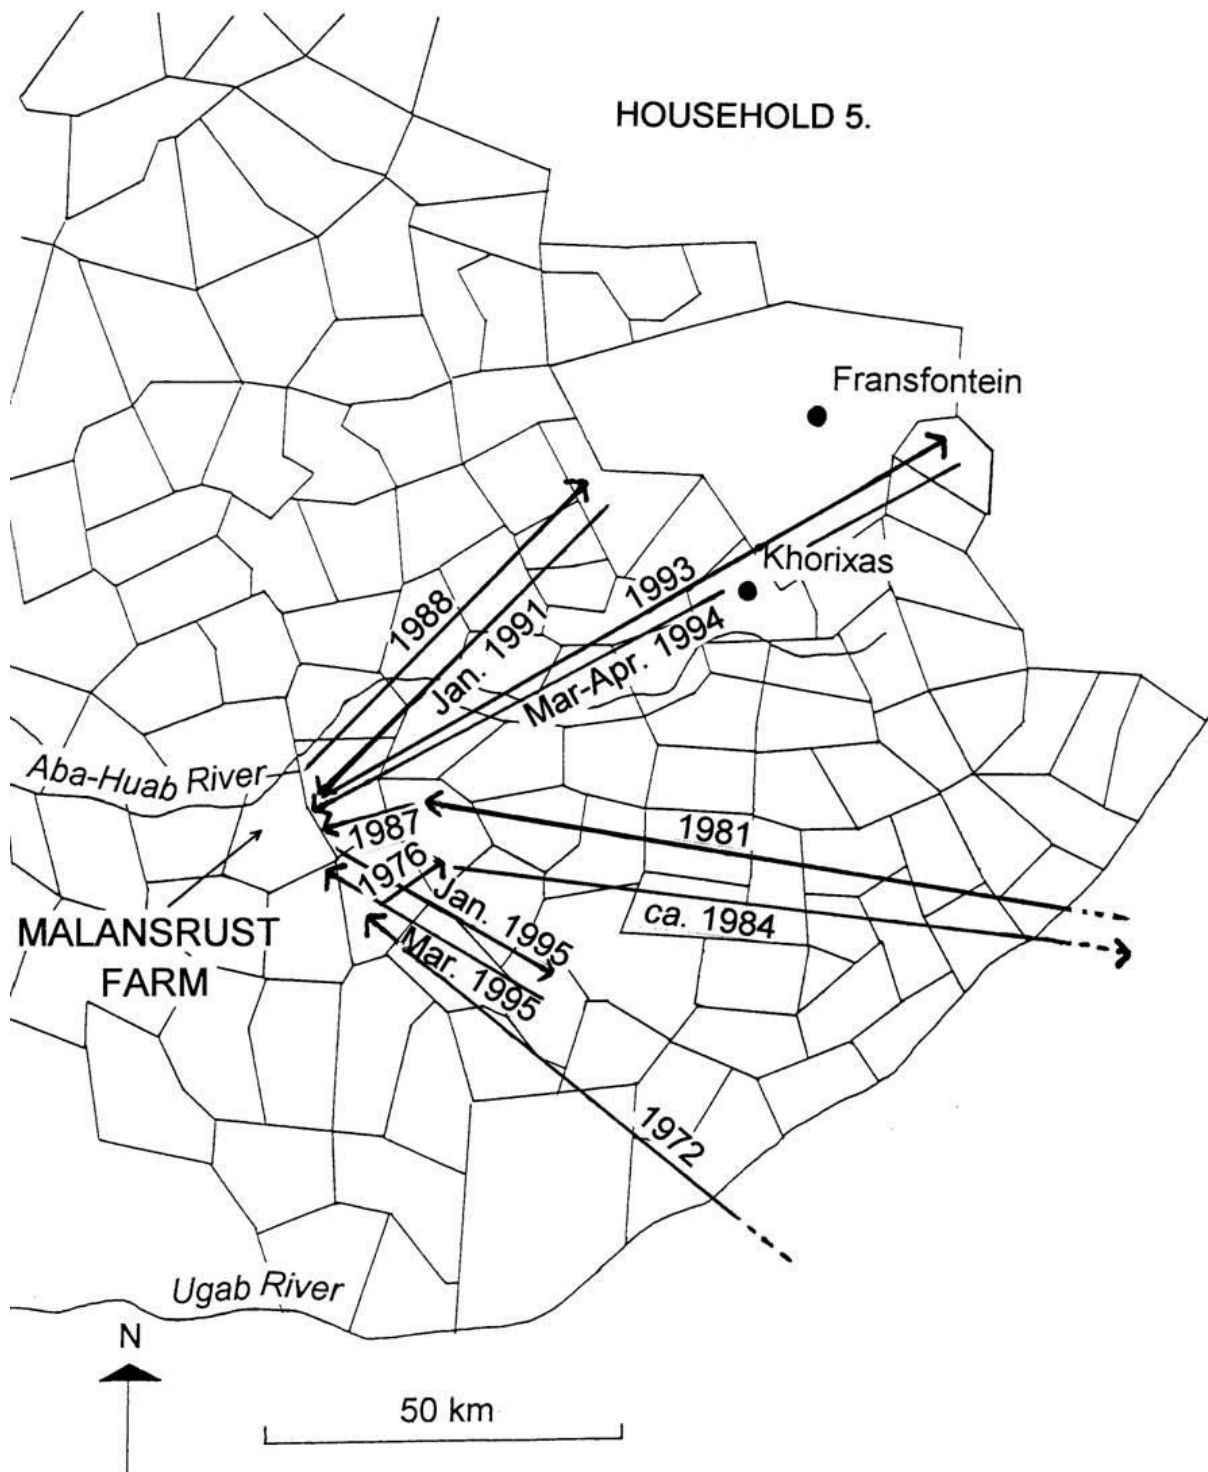 HOUSEHOLD 5.
Fransfontein
Khorixas
1993
1988
Jan. 1991
Mar-Apr. 1994
Aba-Huab River
1987
1981
1976
Jan. 1995
ca. 1984
MALANSRUST
FARM
Mar. 1995
1972
Ugab River
N
50 km